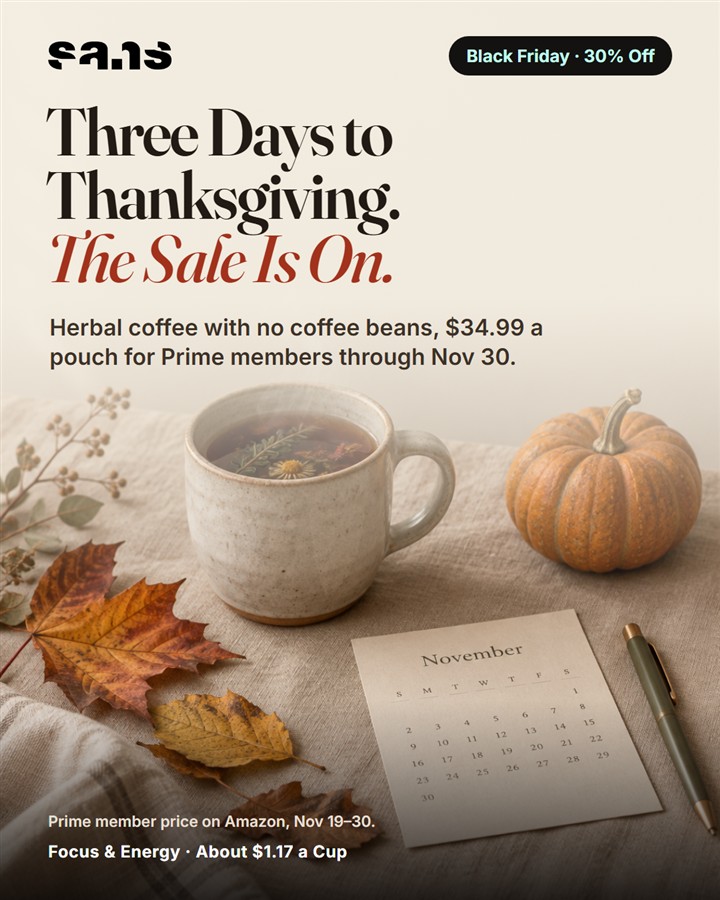 sans
Black Friday · 30% Off
Three Days to
Thanksgiving.
The Sale Is On.
Herbal coffee with no coffee beans, $34.99 a
pouch for Prime members through Nov 30.
November
S M T W T F S
1
2 3 4 5 6 7 8
9 10 11 12 13 14 15
16 17 18 19 20 21 22
23 24 25 26 27 28 29
30
Prime member price on Amazon, Nov 19–30.
Focus & Energy · About $1.17 a Cup